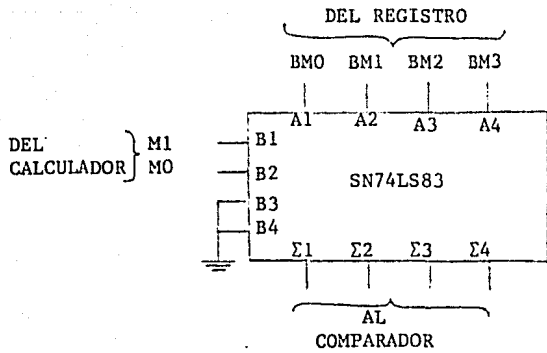 DEL REGISTRO
BM0 BM1 BM2 BM3
A1 A2 A3 A4
DEL
CALCULADOR
M1
M0
B1
B2
B3
B4
SN74LS83
Σ1 Σ2 Σ3 Σ4
AL
COMPARADOR